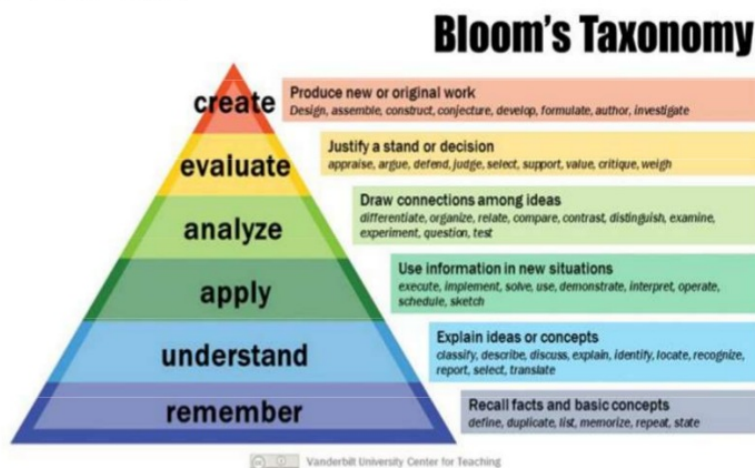 Bloom's Taxonomy
create
Produce new or original work
Design, assemble, construct, conjecture, develop, formulate, author, investigate
evaluate
Justify a stand or decision
appraise, argue, defend, judge, select, support, value, critique, weigh
analyze
Draw connections among ideas
differentiate, organize, relate, compare, contrast, distinguish, examine,
experiment, question, test
apply
Use information in new situations
execute, implement, solve, use, demonstrate, interpret, operate,
schedule, sketch
understand
Explain ideas or concepts
classify, describe, discuss, explain, identify, locate, recognize,
report, select, translate
remember
Recall facts and basic concepts
define, duplicate, list, memorize, repeat, state
cc
Vanderbilt University Center for Teaching